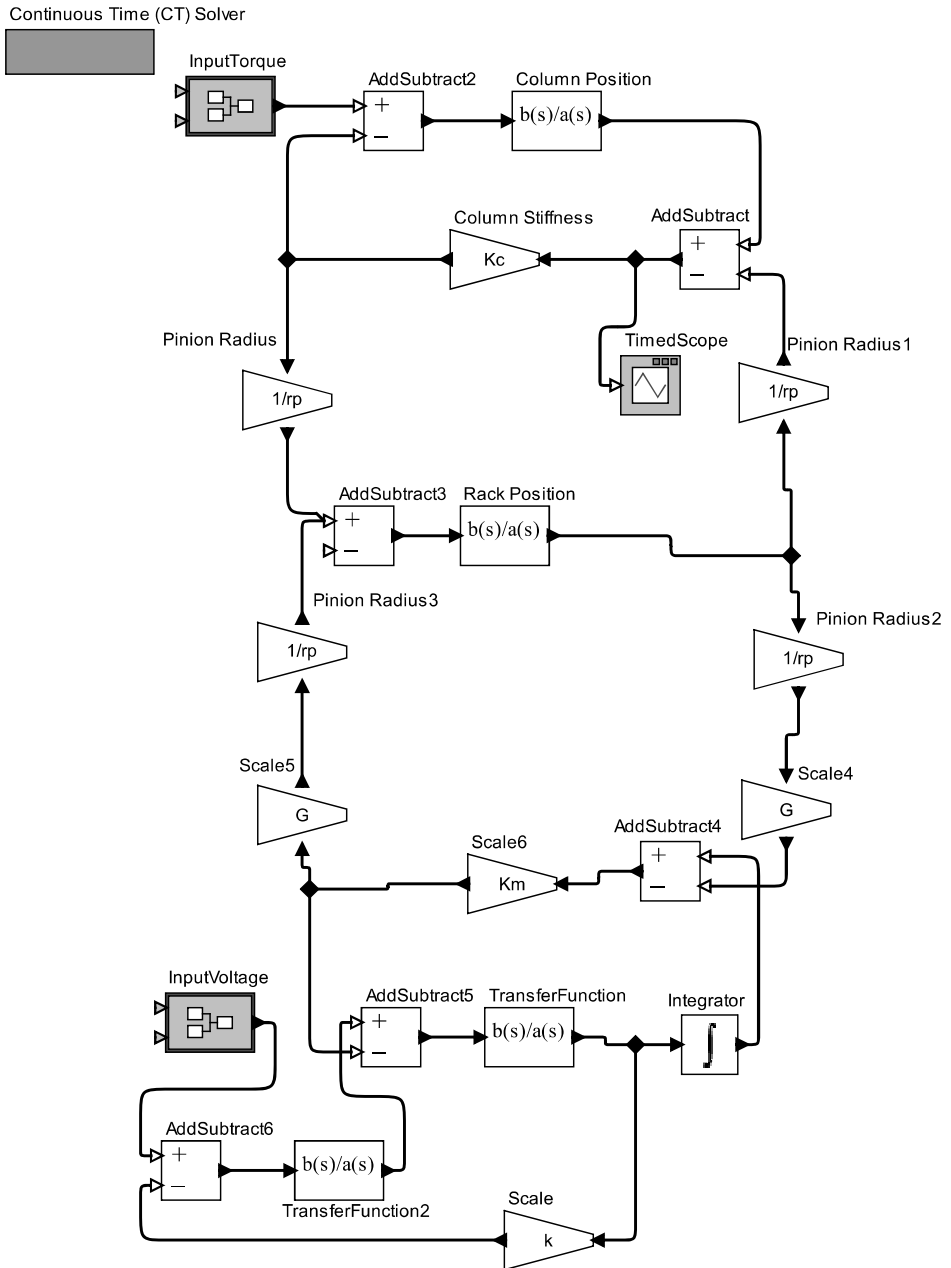 Continuous Time (CT) Solver
InputTorque
AddSubtract2
Column Position
+
−
b(s)/a(s)
Column Stiffness
AddSubtract
Kc
+
−
Pinion Radius
TimedScope
Pinion Radius1
1/rp
1/rp
AddSubtract3
Rack Position
+
−
b(s)/a(s)
Pinion Radius3
Pinion Radius2
1/rp
1/rp
Scale5
Scale4
G
G
Scale6
AddSubtract4
Km
+
−
InputVoltage
AddSubtract5
TransferFunction
Integrator
+
−
b(s)/a(s)
∫
AddSubtract6
+
−
b(s)/a(s)
TransferFunction2
Scale
k